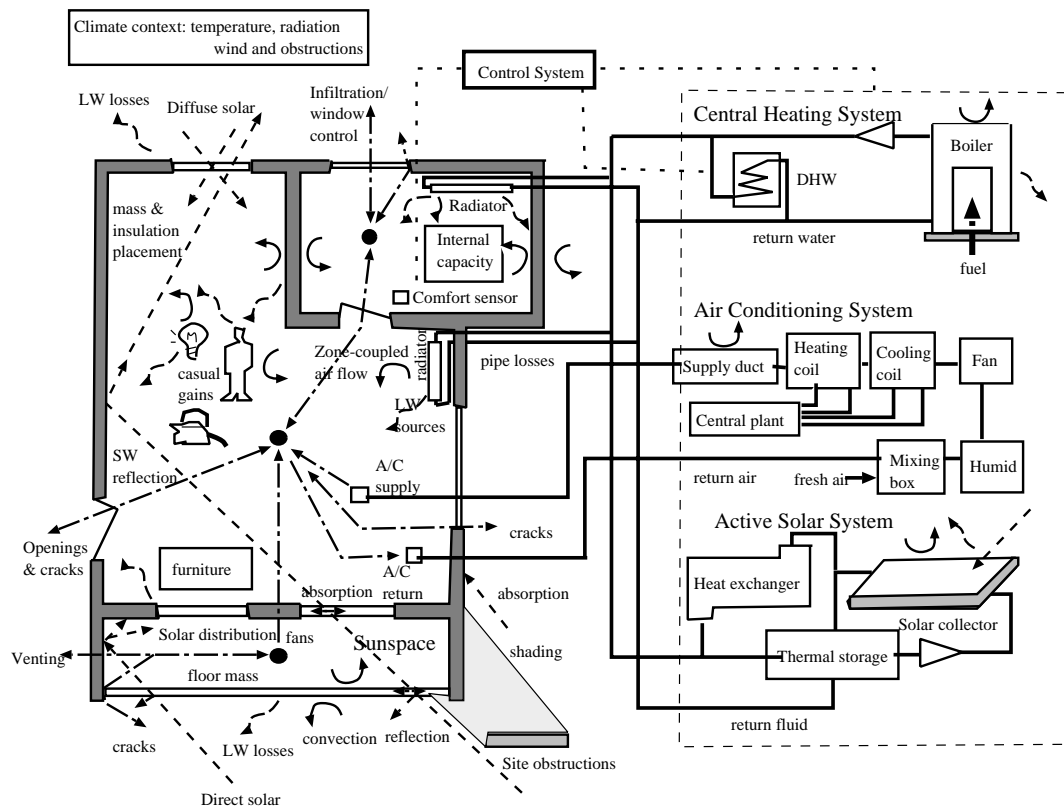 Climate context: temperature, radiation
wind and obstructions
Control System
LW losses
Diffuse solar
Infiltration/
window
control
Central Heating System
Boiler
DHW
return water
fuel
mass &
insulation
placement
Radiator
Internal
capacity
Comfort sensor
Air Conditioning System
Supply duct
Heating
coil
Cooling
coil
Fan
Central plant
Mixing
box
Humid
return air
fresh air
pipe losses
Zone-coupled
air flow
radiator
LW
sources
casual
gains
SW
reflection
A/C
supply
cracks
Openings
& cracks
furniture
A/C
return
absorption
absorption
Active Solar System
Heat exchanger
Solar collector
Thermal storage
return fluid
Solar distribution
fans
Sunspace
shading
Venting
floor mass
cracks
LW losses
convection
reflection
Site obstructions
Direct solar